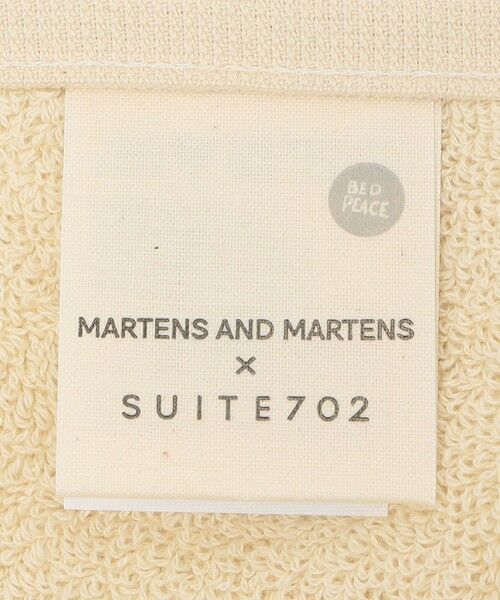 BED
PEACE
MARTENS AND MARTENS
×
SUITE702